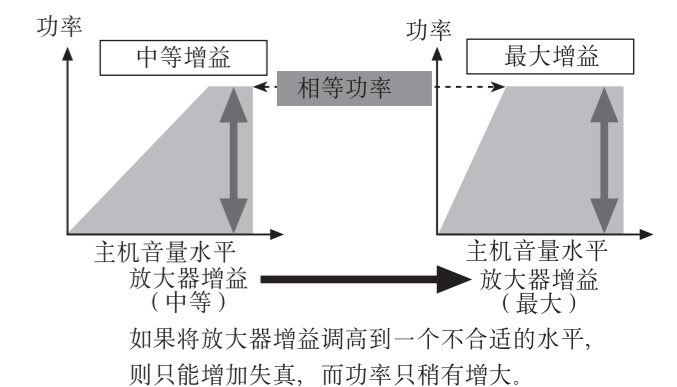 功率
中等增益
功率
最大增益
相等功率
主机音量水平
放大器增益
（中等）
主机音量水平
放大器增益
（最大）
如果将放大器增益调高到一个不合适的水平，
则只能增加失真，而功率只稍有增大。